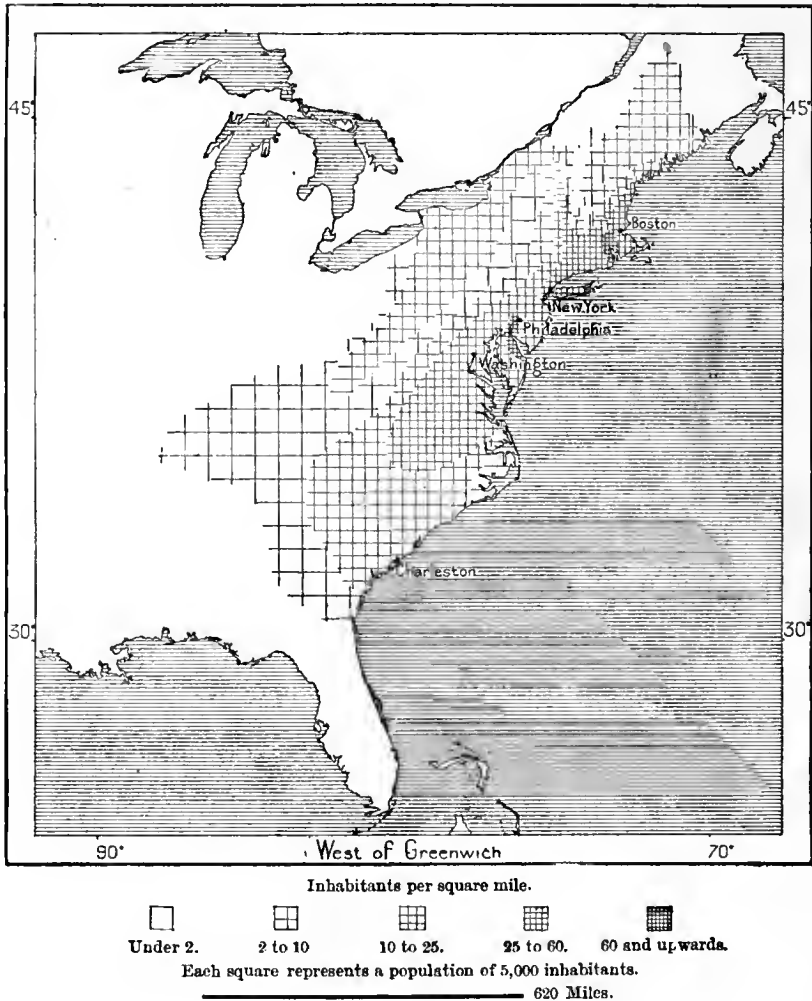 45°
45°
Boston
New York
Philadelphia
Washington
Charleston
30°
30°
90°
West of Greenwich
70°
Inhabitants per square mile.
Under 2. 2 to 10 10 to 25. 25 to 60. 60 and upwards.
Each square represents a population of 5,000 inhabitants.
620 Miles.